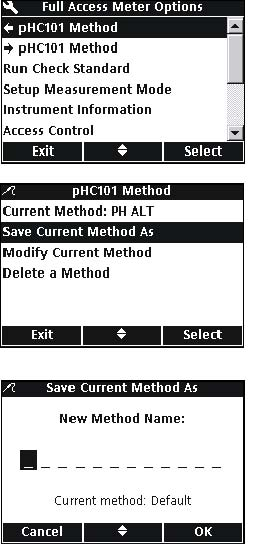 Full Access Meter Options
← pHC101 Method
→ pHC101 Method
Run Check Standard
Setup Measurement Mode
Instrument Information
Access Control
Exit Select
pHC101 Method
Current Method: PH ALT
Save Current Method As
Modify Current Method
Delete a Method
Exit Select
Save Current Method As
New Method Name:
_ _ _ _ _ _ _ _ _ _ _ _
Current method: Default
Cancel OK